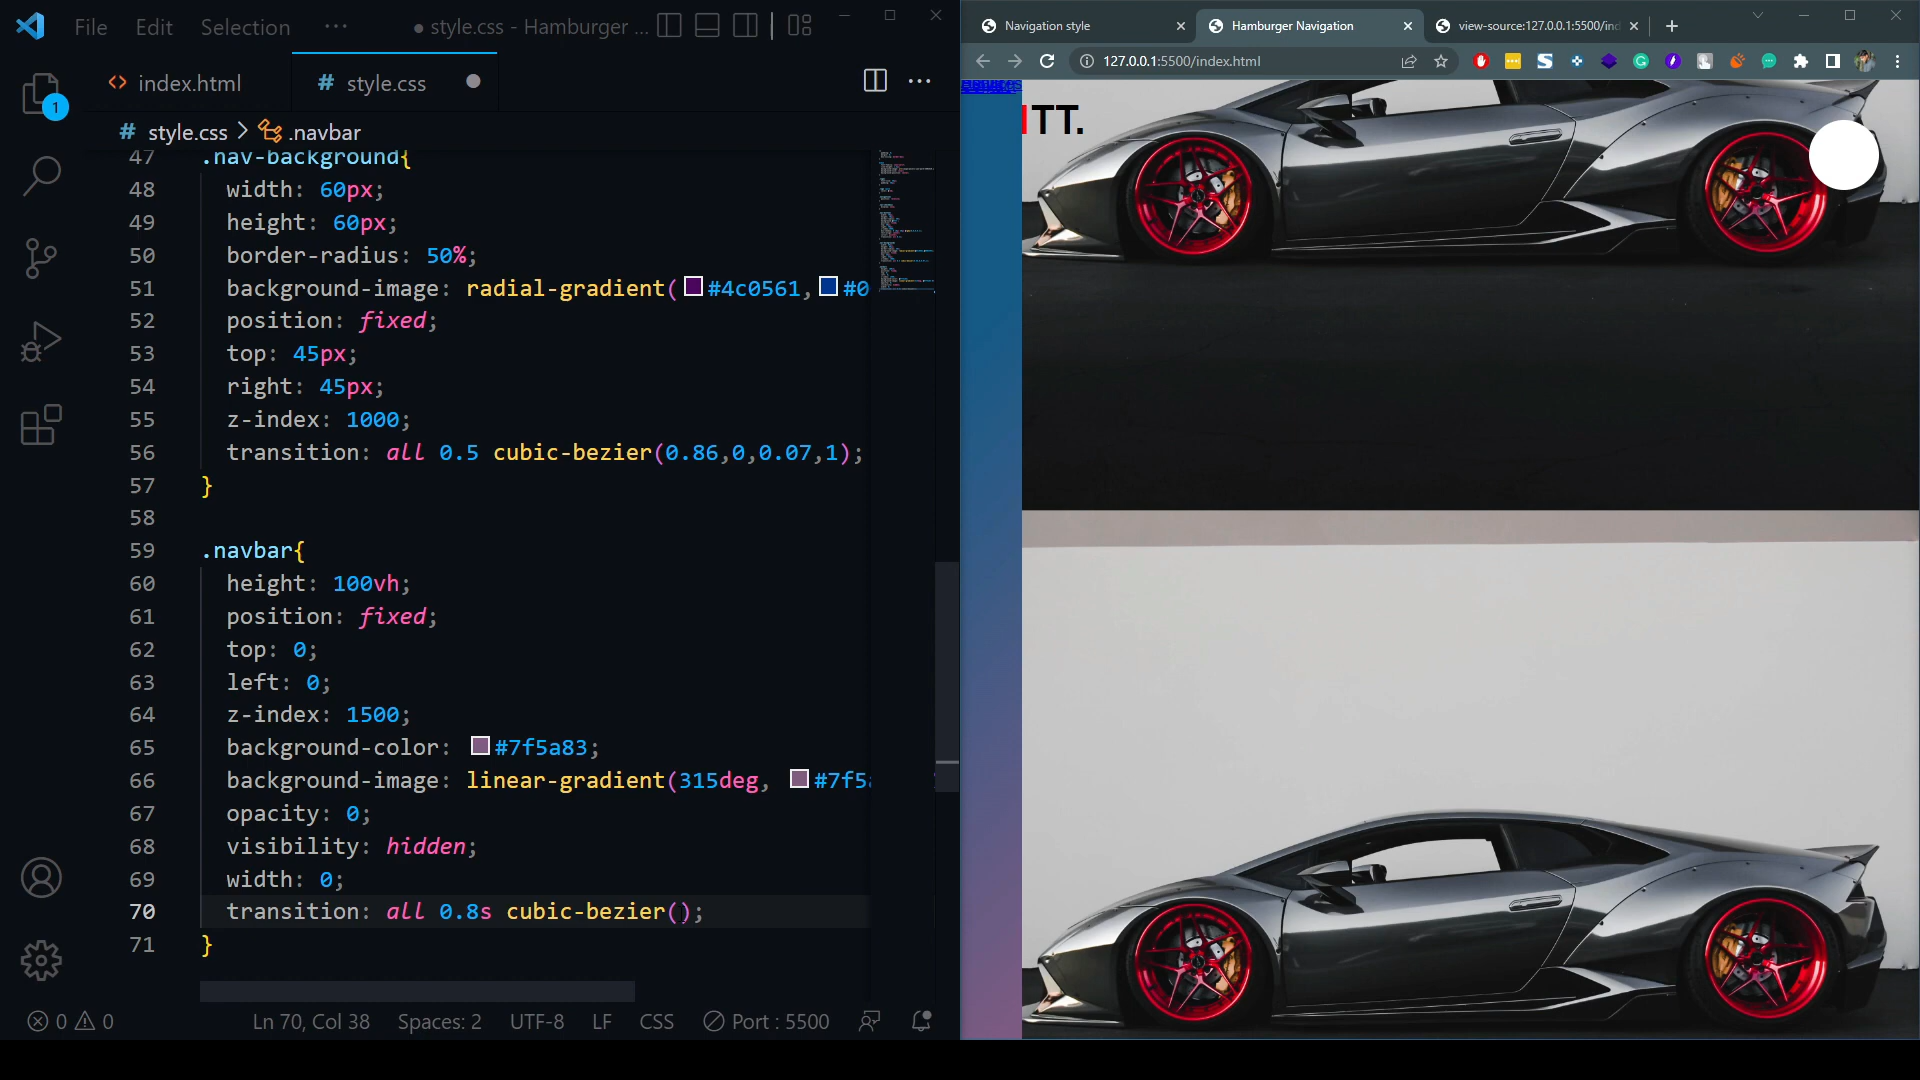 File Edit Selection ··· ● style.css - Hamburger ...
index.html # style.css ● ···
1
# style.css > .navbar
47 .nav-background{
48 width: 60px;
49 height: 60px;
50 border-radius: 50%;
51 background-image: radial-gradient( #4c0561, #0
52 position: fixed;
53 top: 45px;
54 right: 45px;
55 z-index: 1000;
56 transition: all 0.5 cubic-bezier(0.86,0,0.07,1);
57 }
58
59 .navbar{
60 height: 100vh;
61 position: fixed;
62 top: 0;
63 left: 0;
64 z-index: 1500;
65 background-color: #7f5a83;
66 background-image: linear-gradient(315deg, #7f5
67 opacity: 0;
68 visibility: hidden;
69 width: 0;
70 transition: all 0.8s cubic-bezier();
71 }
0 0 Ln 70, Col 38 Spaces: 2 UTF-8 LF CSS Port : 5500
Navigation style Hamburger Navigation view-source:127.0.0.1:5500/ind
127.0.0.1:5500/index.html
TT.